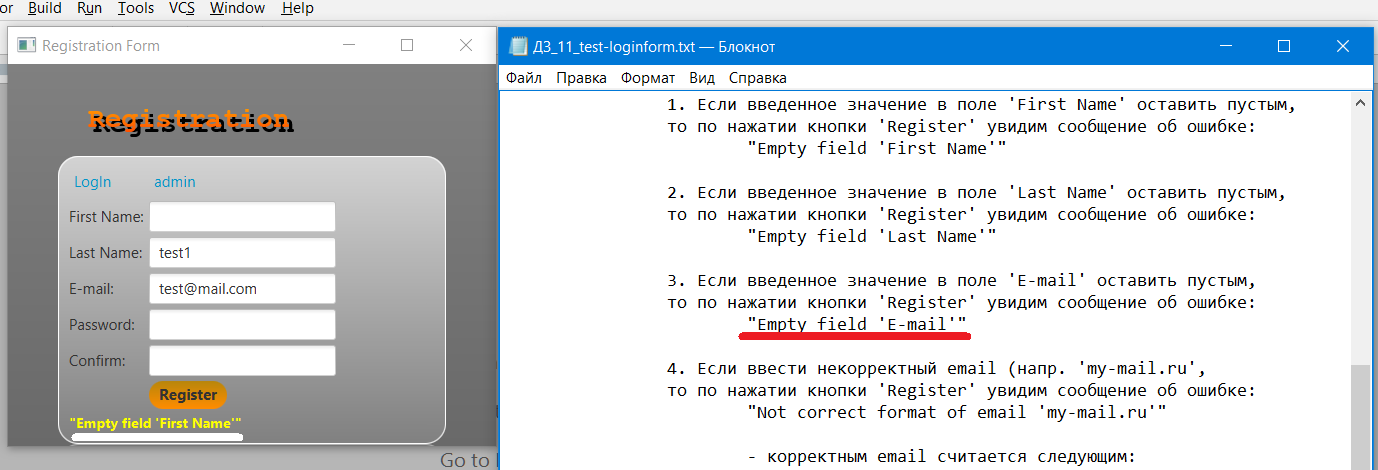 or Build Run Tools VCS Window Help
Registration Form
Registration
LogIn admin
First Name:
Last Name: test1
E-mail: test@mail.com
Password:
Confirm:
Register
"Empty field 'First Name'"
Go to
ДЗ_11_test-loginform.txt — Блокнот
Файл Правка Формат Вид Справка
1. Если введенное значение в поле 'First Name' оставить пустым,
то по нажатии кнопки 'Register' увидим сообщение об ошибке:
"Empty field 'First Name'"
2. Если введенное значение в поле 'Last Name' оставить пустым,
то по нажатии кнопки 'Register' увидим сообщение об ошибке:
"Empty field 'Last Name'"
3. Если введенное значение в поле 'E-mail' оставить пустым,
то по нажатии кнопки 'Register' увидим сообщение об ошибке:
"Empty field 'E-mail'"
4. Если ввести некорректный email (напр. 'my-mail.ru',
то по нажатии кнопки 'Register' увидим сообщение об ошибке:
"Not correct format of email 'my-mail.ru'"
- корректным email считается следующим: